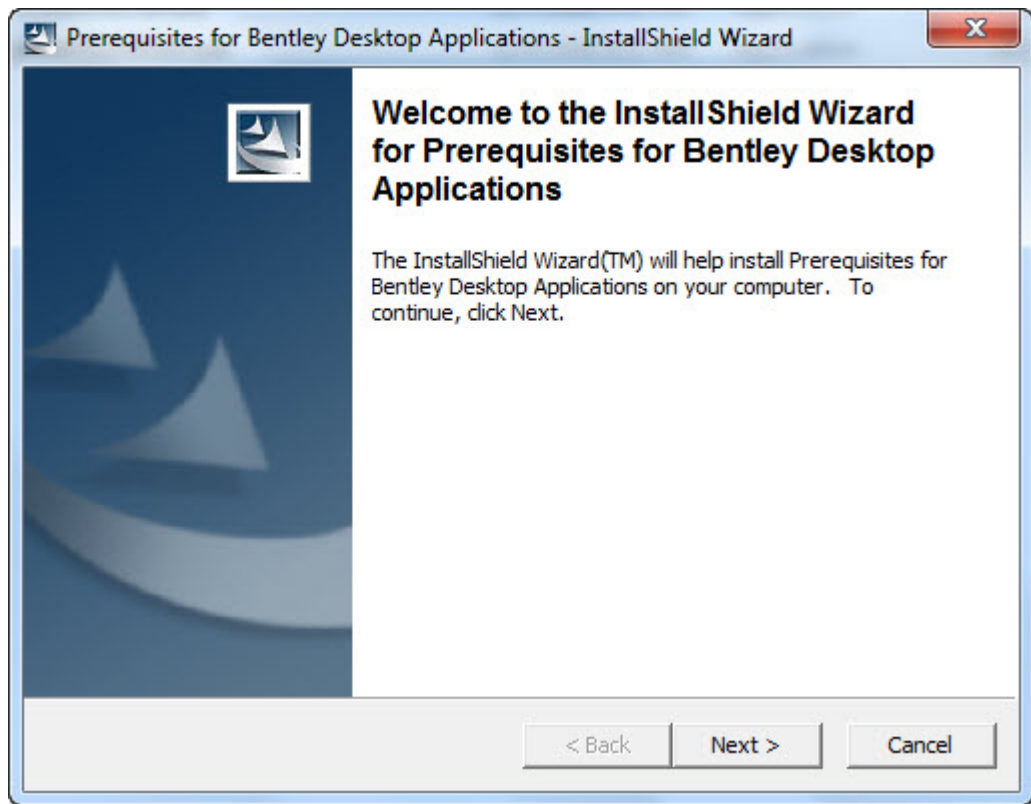 Prerequisites for Bentley Desktop Applications - InstallShield Wizard
Welcome to the InstallShield Wizard
for Prerequisites for Bentley Desktop
Applications
The InstallShield Wizard(TM) will help install Prerequisites for
Bentley Desktop Applications on your computer. To
continue, click Next.
< Back
Next >
Cancel